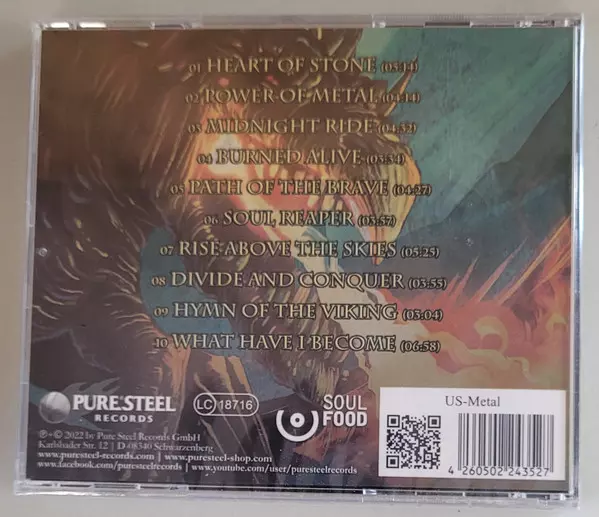 01 HEART OF STONE (05:14)
02 POWER OF METAL (04:14)
03 MIDNIGHT RIDE (04:32)
04 BURNED ALIVE (03:34)
05 PATH OF THE BRAVE (04:27)
06 SOUL REAPER (03:57)
07 RISE ABOVE THE SKIES (05:25)
08 DIVIDE AND CONQUER (03:55)
09 HYMN OF THE VIKING (03:04)
10 WHAT HAVE I BECOME (06:58)
PURE STEEL
RECORDS
LC 18716
SOUL
FOOD
US-Metal
4 260502 243527
℗+© 2022 by Pure Steel Records GmbH
Karlsbader Str. 12 | D 08340 Schwarzenberg
www.puresteel-records.com | www.puresteel-shop.com
www.facebook.com/puresteelrecords | www.youtube.com/user/puresteelrecords